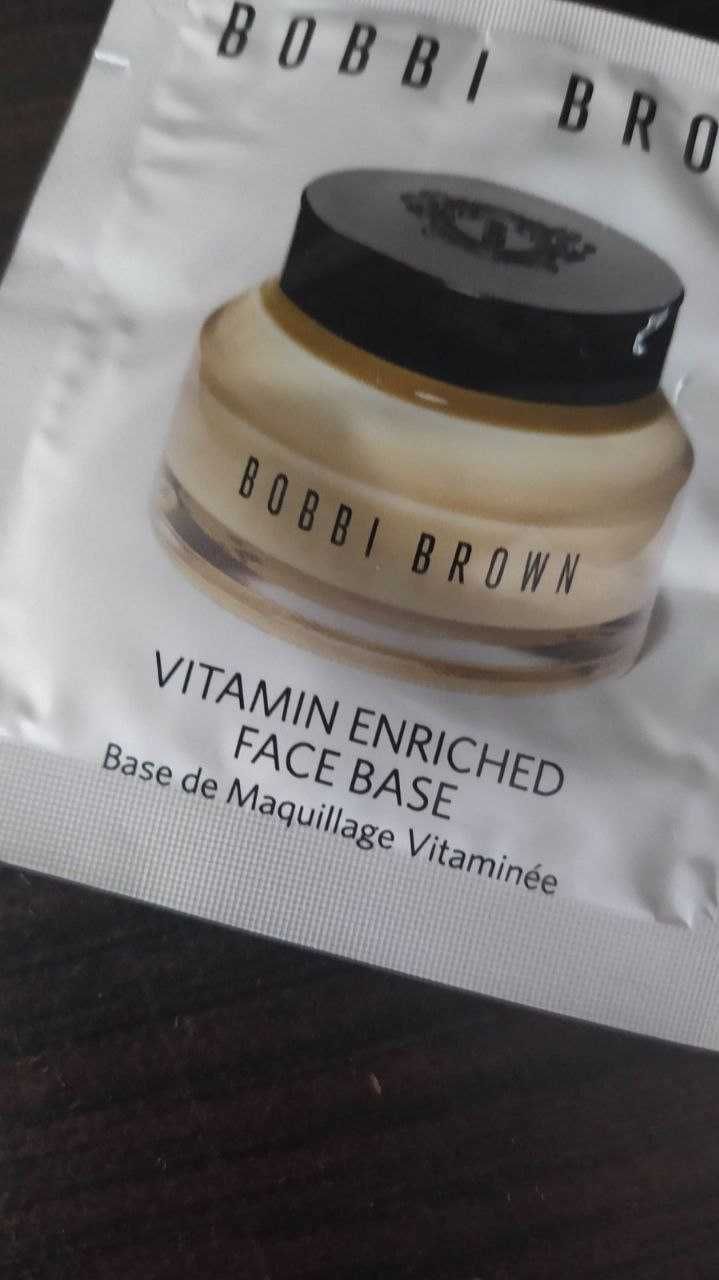 BOBBI BRO
BOBBI BROWN
VITAMIN ENRICHED
FACE BASE
Base de Maquillage Vitaminée